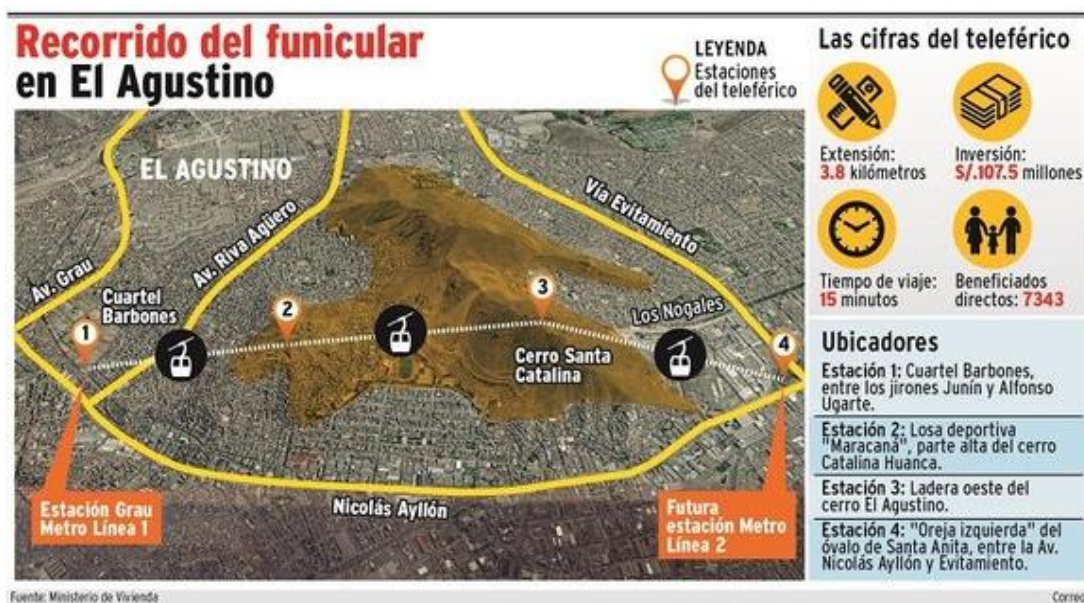 Recorrido del funicular
en El Agustino
LEYENDA
Estaciones
del teleférico
EL AGUSTINO
Av. Grau
Av. Riva Agüero
Vía Evitamiento
Cuartel
Barbones
1
2
3
4
Los Nogales
Cerro Santa
Catalina
Nicolás Ayllón
Estación Grau
Metro Línea 1
Futura
estación Metro
Línea 2
Las cifras del teleférico
Extensión:
3.8 kilómetros
Inversión:
S/.107.5 millones
Tiempo de viaje:
15 minutos
Beneficiados
directos: 7343
Ubicadores
Estación 1: Cuartel Barbones,
entre los jirones Junín y Alfonso
Ugarte.
Estación 2: Losa deportiva
"Maracaná", parte alta del cerro
Catalina Huanca.
Estación 3: Ladera oeste del
cerro El Agustino.
Estación 4: "Oreja izquierda" del
óvalo de Santa Anita, entre la Av.
Nicolás Ayllón y Evitamiento.
Fuente: Ministerio de Vivienda
Correo